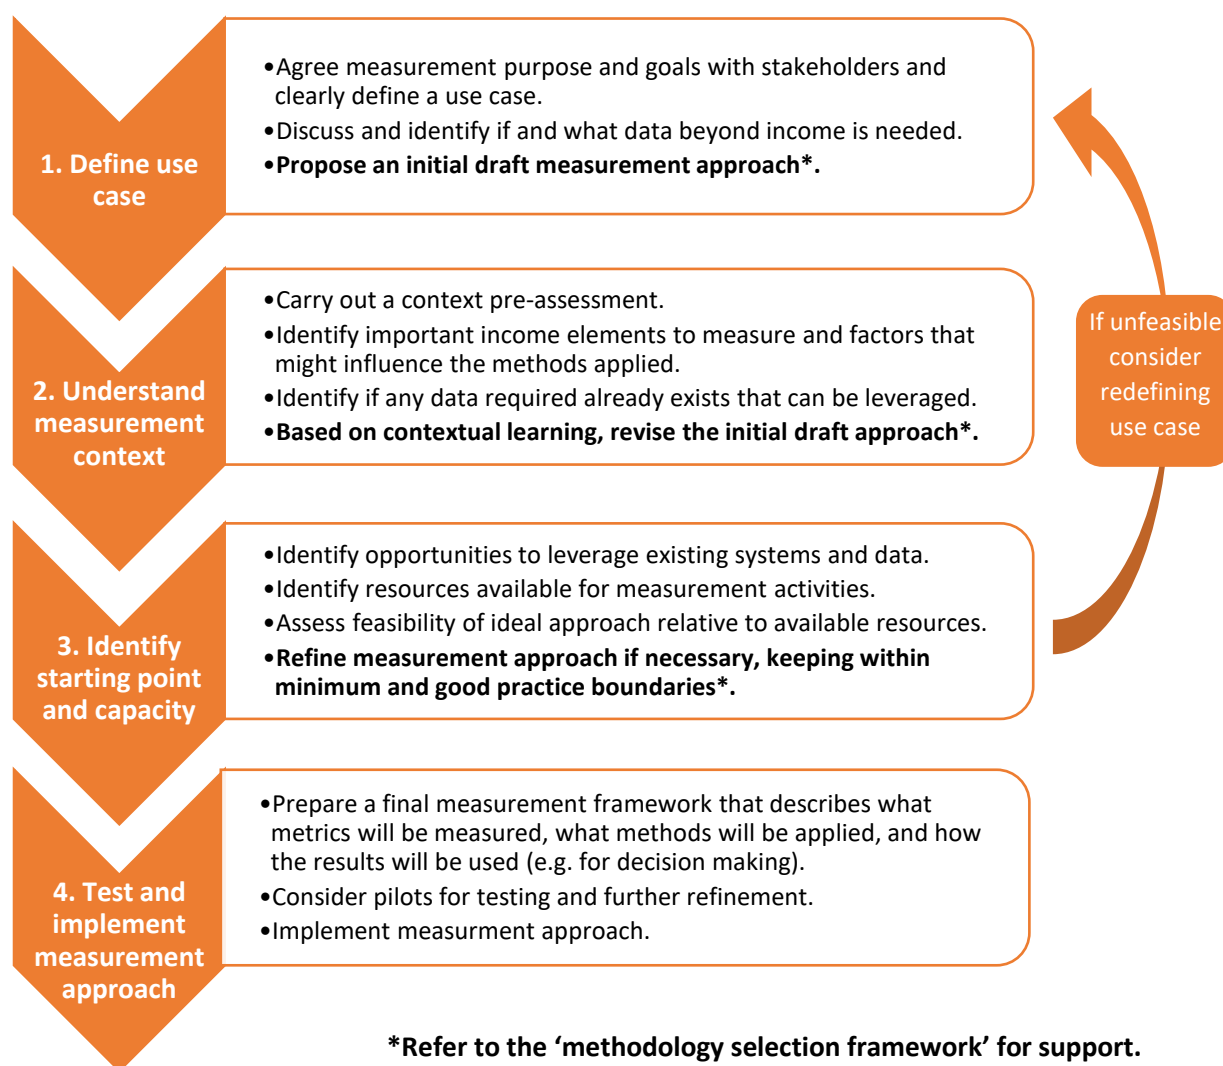 1. Define use
case
•Agree measurement purpose and goals with stakeholders and
clearly define a use case.
•Discuss and identify if and what data beyond income is needed.
•Propose an initial draft measurement approach*.
2. Understand
measurement
context
•Carry out a context pre-assessment.
•Identify important income elements to measure and factors that
might influence the methods applied.
•Identify if any data required already exists that can be leveraged.
•Based on contextual learning, revise the initial draft approach*.
If unfeasible
consider
redefining
use case
3. Identify
starting point
and capacity
•Identify opportunities to leverage existing systems and data.
•Identify resources available for measurement activities.
•Assess feasibility of ideal approach relative to available resources.
•Refine measurement approach if necessary, keeping within
minimum and good practice boundaries*.
4. Test and
implement
measurement
approach
•Prepare a final measurement framework that describes what
metrics will be measured, what methods will be applied, and how
the results will be used (e.g. for decision making).
•Consider pilots for testing and further refinement.
•Implement measurment approach.
*Refer to the ‘methodology selection framework’ for support.